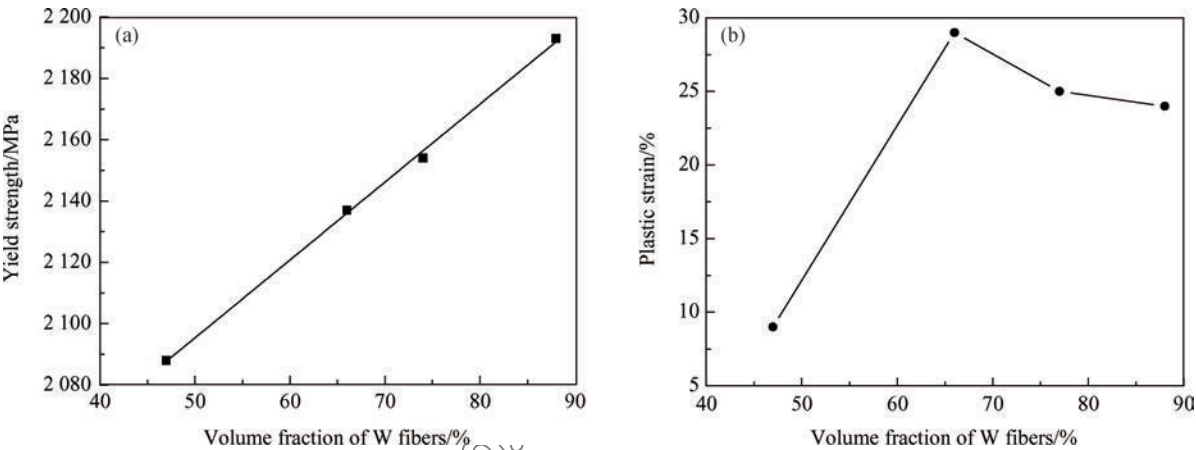 (a)
2 200
2 180
2 160
2 140
2 120
2 100
2 080
Yield strength/MPa
40 50 60 70 80 90
Volume fraction of W fibers/%
(b)
30
25
20
15
10
5
Plastic strain/%
40 50 60 70 80 90
Volume fraction of W fibers/%